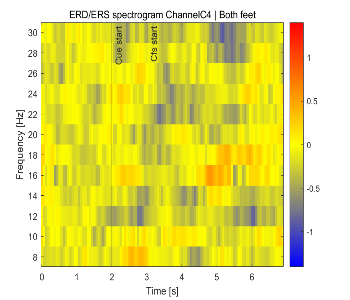 ERD/ERS spectrogram ChannelC4 | Both feet
Cue start
Cfs start
Frequency [Hz]
30
28
26
24
22
20
18
16
14
12
10
8
0 1 2 3 4 5 6
Time [s]
1
0.5
0
-0.5
-1